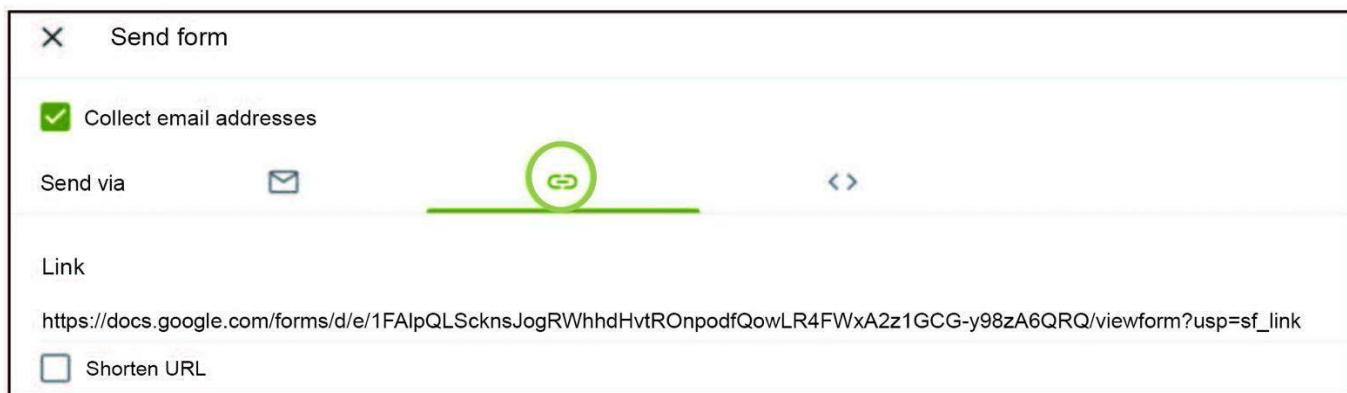 Send form
Collect email addresses
Send via
Link
https://docs.google.com/forms/d/e/1FAlpQLScknsJogRWhhdHvtROnpodfQowLR4FWxA2z1GCG-y98zA6QRQ/viewform?usp=sf_link
Shorten URL